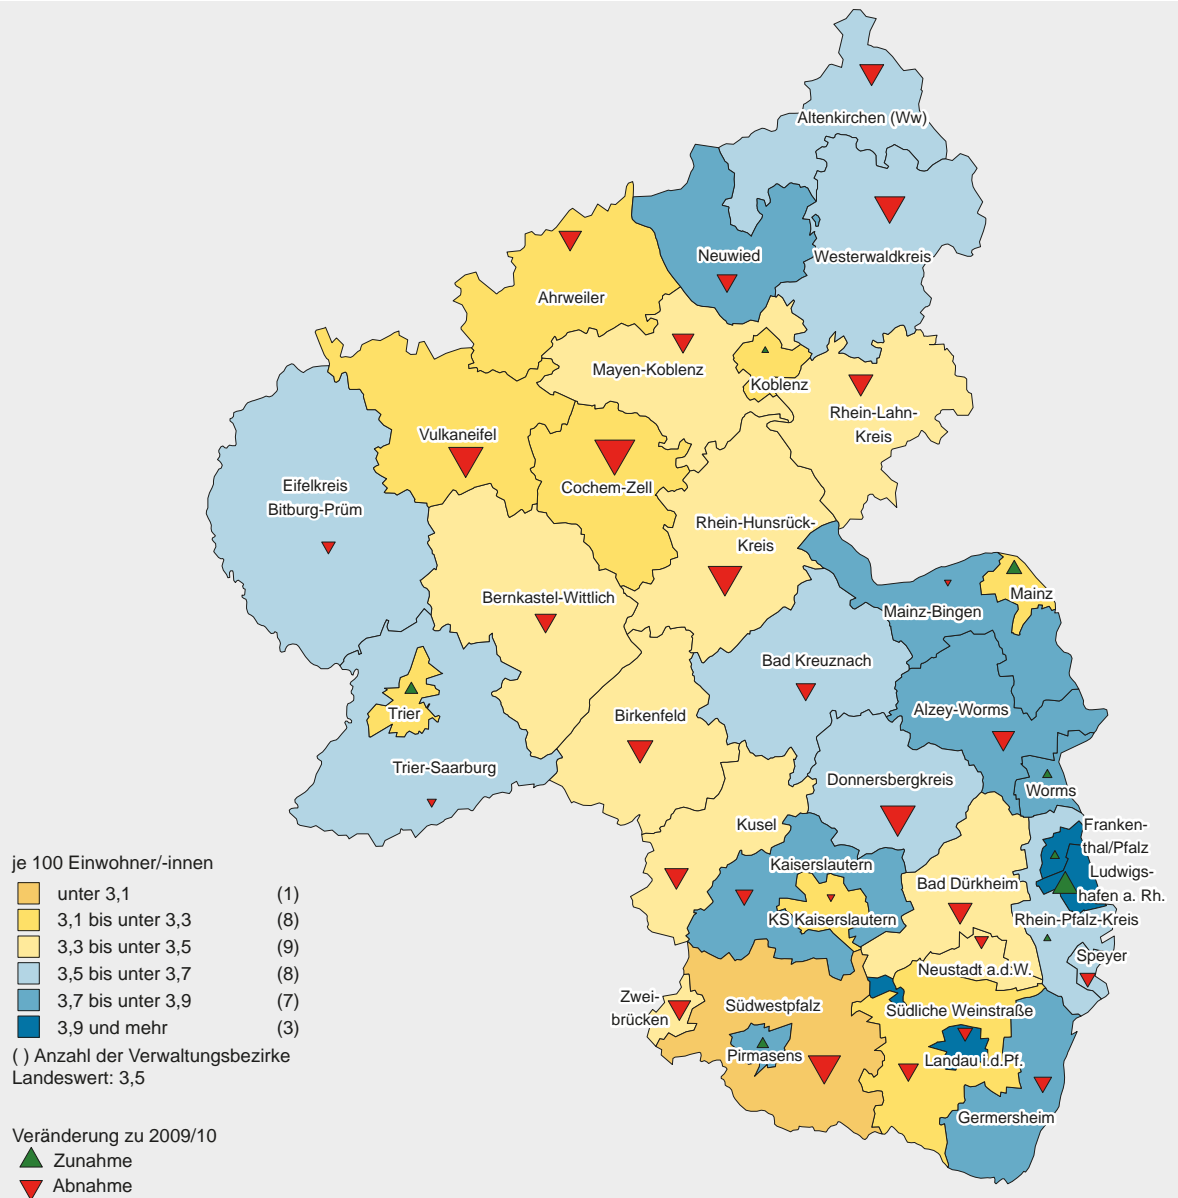 Altenkirchen (Ww)
Neuwied
Westerwaldkreis
Ahrweiler
Mayen-Koblenz
Koblenz
Rhein-Lahn-
Kreis
Vulkaneifel
Cochem-Zell
Eifelkreis
Bitburg-Prüm
Rhein-Hunsrück-
Kreis
Bernkastel-Wittlich
Mainz
Mainz-Bingen
Bad Kreuznach
Alzey-Worms
Trier
Birkenfeld
Trier-Saarburg
Donnersbergkreis
Worms
Kusel
Franken-
thal/Pfalz
Ludwigs-
hafen a. Rh.
Kaiserslautern
Bad Dürkheim
KS Kaiserslautern
Rhein-Pfalz-Kreis
Speyer
Neustadt a.d.W.
Zwei-
brücken
Südwestpfalz
Südliche Weinstraße
Pirmasens
Landau i.d.Pf.
Germersheim
je 100 Einwohner/-innen
unter 3,1 (1)
3,1 bis unter 3,3 (8)
3,3 bis unter 3,5 (9)
3,5 bis unter 3,7 (8)
3,7 bis unter 3,9 (7)
3,9 und mehr (3)
( ) Anzahl der Verwaltungsbezirke
Landeswert: 3,5
Veränderung zu 2009/10
Zunahme
Abnahme